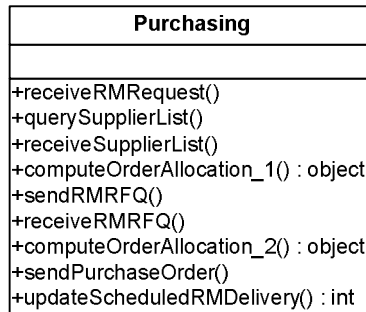 Purchasing
+receiveRMRequest()
+querySupplierList()
+receiveSupplierList()
+computeOrderAllocation_1() : object
+sendRMRFQ()
+receiveRMRFQ()
+computeOrderAllocation_2() : object
+sendPurchaseOrder()
+updateScheduledRMDelivery() : int